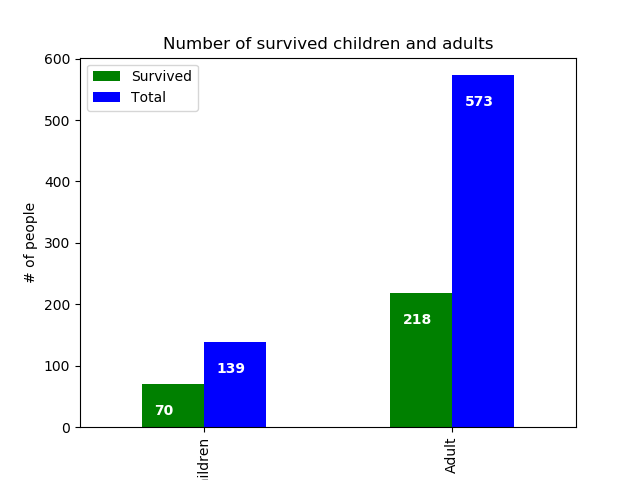 Number of survived children and adults
Survived
Total
600
500
400
300
200
100
0
# of people
70
139
218
573
ildren
Adult